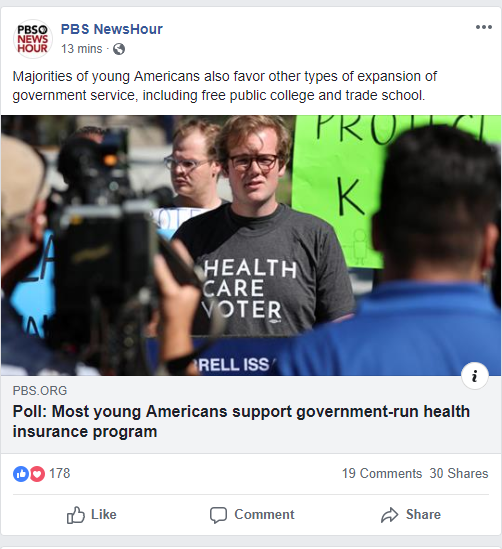 PBS
NEWS
HOUR
PBS NewsHour
13 mins ·
Majorities of young Americans also favor other types of expansion of
government service, including free public college and trade school.
PROTECT
K
HEALTH
CARE
VOTER
RRELL ISS
PBS.ORG
Poll: Most young Americans support government-run health
insurance program
178
19 Comments 30 Shares
Like Comment Share